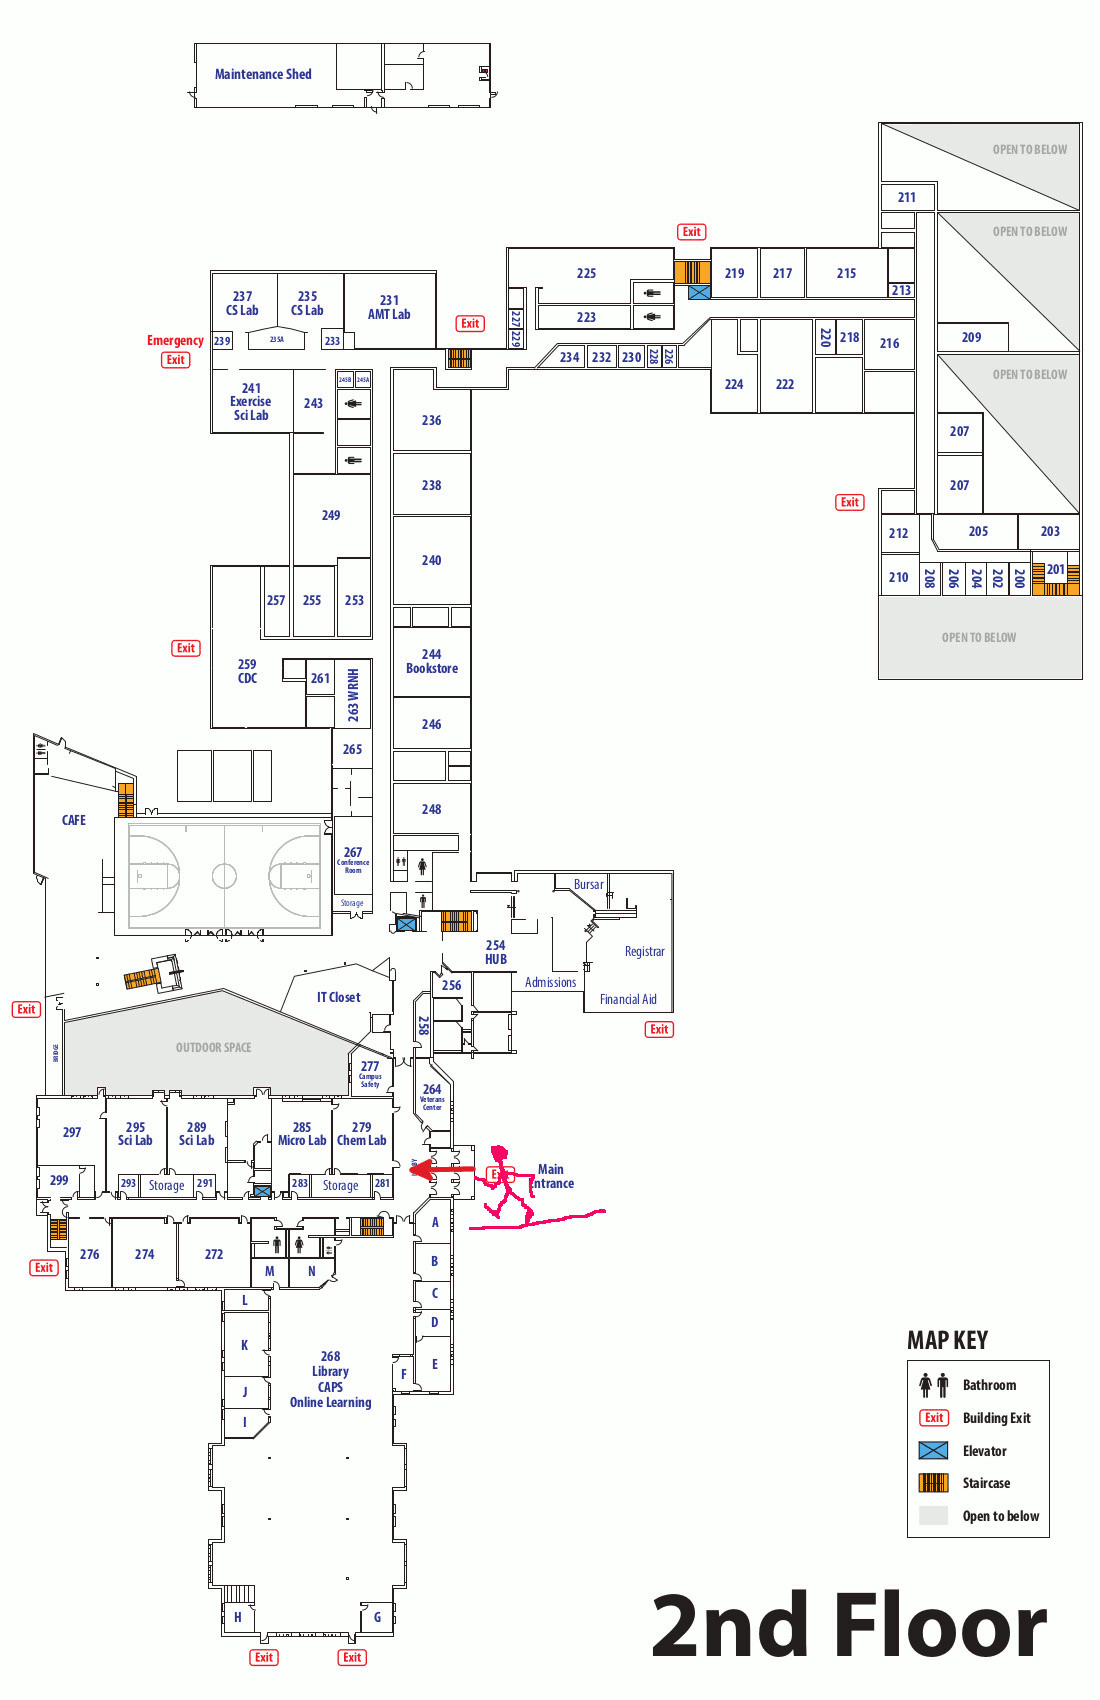 Maintenance Shed
OPEN TO BELOW
211
OPEN TO BELOW
Exit
225
219
217
215
213
237
CS Lab
235
CS Lab
231
AMT Lab
Exit
227
229
223
Emergency
Exit
239
235A
233
234
232
230
228
226
220
218
216
209
224
222
OPEN TO BELOW
241
Exercise
Sci Lab
243
245B
245A
236
207
238
207
Exit
249
212
205
203
240
210
208
206
204
202
200
201
257
255
253
OPEN TO BELOW
Exit
259
CDC
261
263 WRNH
244
Bookstore
246
265
CAFE
248
267
Conference
Room
Storage
Bursar
254
HUB
Registrar
Admissions
Financial Aid
256
IT Closet
Exit
258
Exit
OUTDOOR SPACE
BRIDGE
277
Campus
Safety
264
Veterans
Center
297
295
Sci Lab
289
Sci Lab
285
Micro Lab
279
Chem Lab
299
293
Storage
291
283
Storage
281
Main
Entrance
A
276
274
272
Exit
B
M
N
C
L
D
K
268
Library
CAPS
Online Learning
E
F
J
I
H
G
Exit
Exit
MAP KEY
Bathroom
Exit
Building Exit
Elevator
Staircase
Open to below
2nd Floor